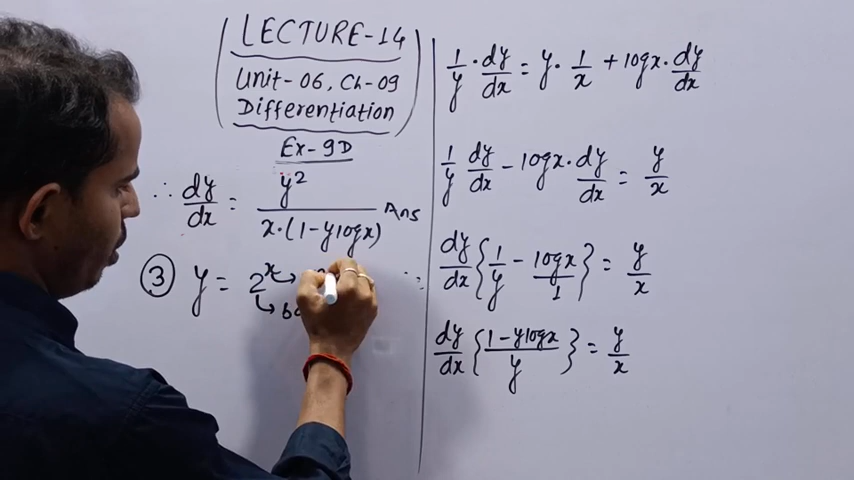 LECTURE-14
Unit-06, Ch-09
Differentiation
Ex-9D
∴ dy/dx = y² / x·(1-ylogx) Ans
③ y = 2^x →
↳ ba
1/y · dy/dx = y · 1/x + logx · dy/dx
1/y dy/dx - logx · dy/dx = y/x
∴ dy/dx {1/y - logx/1} = y/x
dy/dx {1-ylogx/y} = y/x